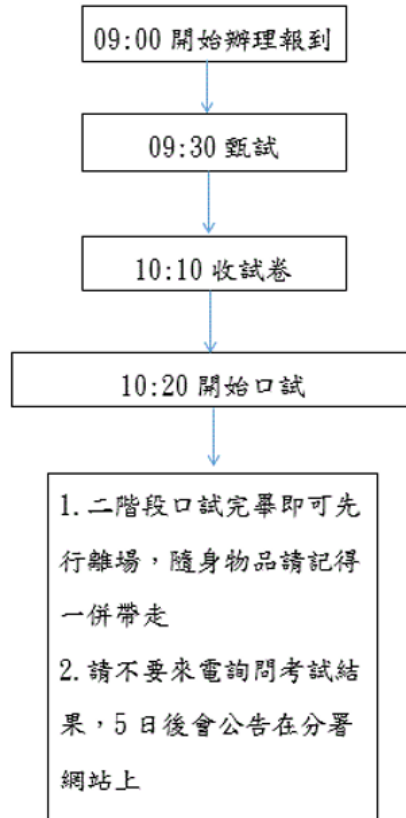 09:00 開始辦理報到
09:30 甄試
10:10 收試卷
10:20 開始口試
1.二階段口試完畢即可先
行離場，隨身物品請記得
一併帶走
2.請不要來電詢問考試結
果，5 日後會公告在分署
網站上